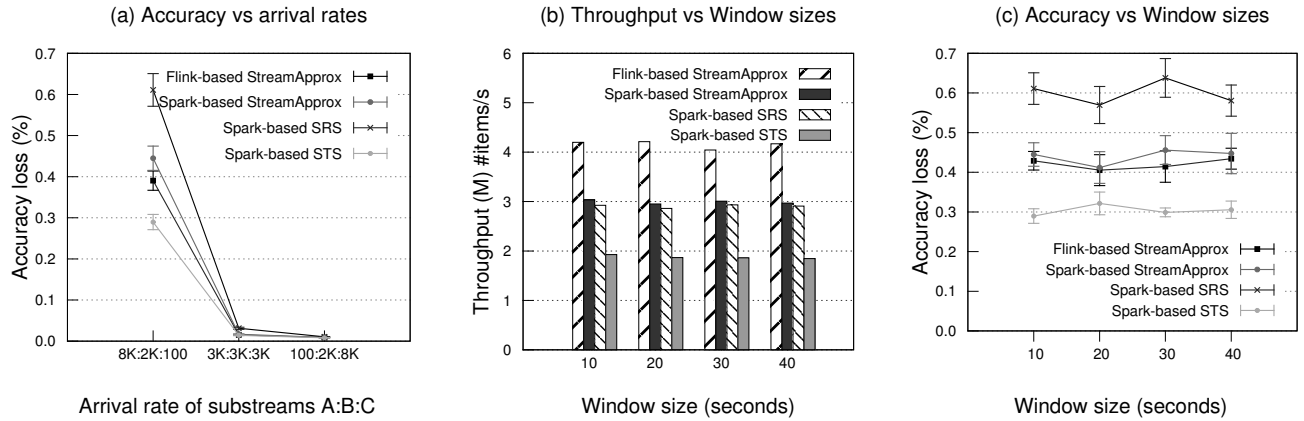 (a) Accuracy vs arrival rates
Accuracy loss (%)
0.7
0.6
0.5
0.4
0.3
0.2
0.1
0.0
Flink-based StreamApprox
Spark-based StreamApprox
Spark-based SRS
Spark-based STS
8K:2K:100 3K:3K:3K 100:2K:8K
Arrival rate of substreams A:B:C
(b) Throughput vs Window sizes
Throughput (M) #items/s
6
5
4
3
2
1
0
Flink-based StreamApprox
Spark-based StreamApprox
Spark-based SRS
Spark-based STS
10 20 30 40
Window size (seconds)
(c) Accuracy vs Window sizes
Accuracy loss (%)
0.7
0.6
0.5
0.4
0.3
0.2
0.1
0.0
Flink-based StreamApprox
Spark-based StreamApprox
Spark-based SRS
Spark-based STS
10 20 30 40
Window size (seconds)